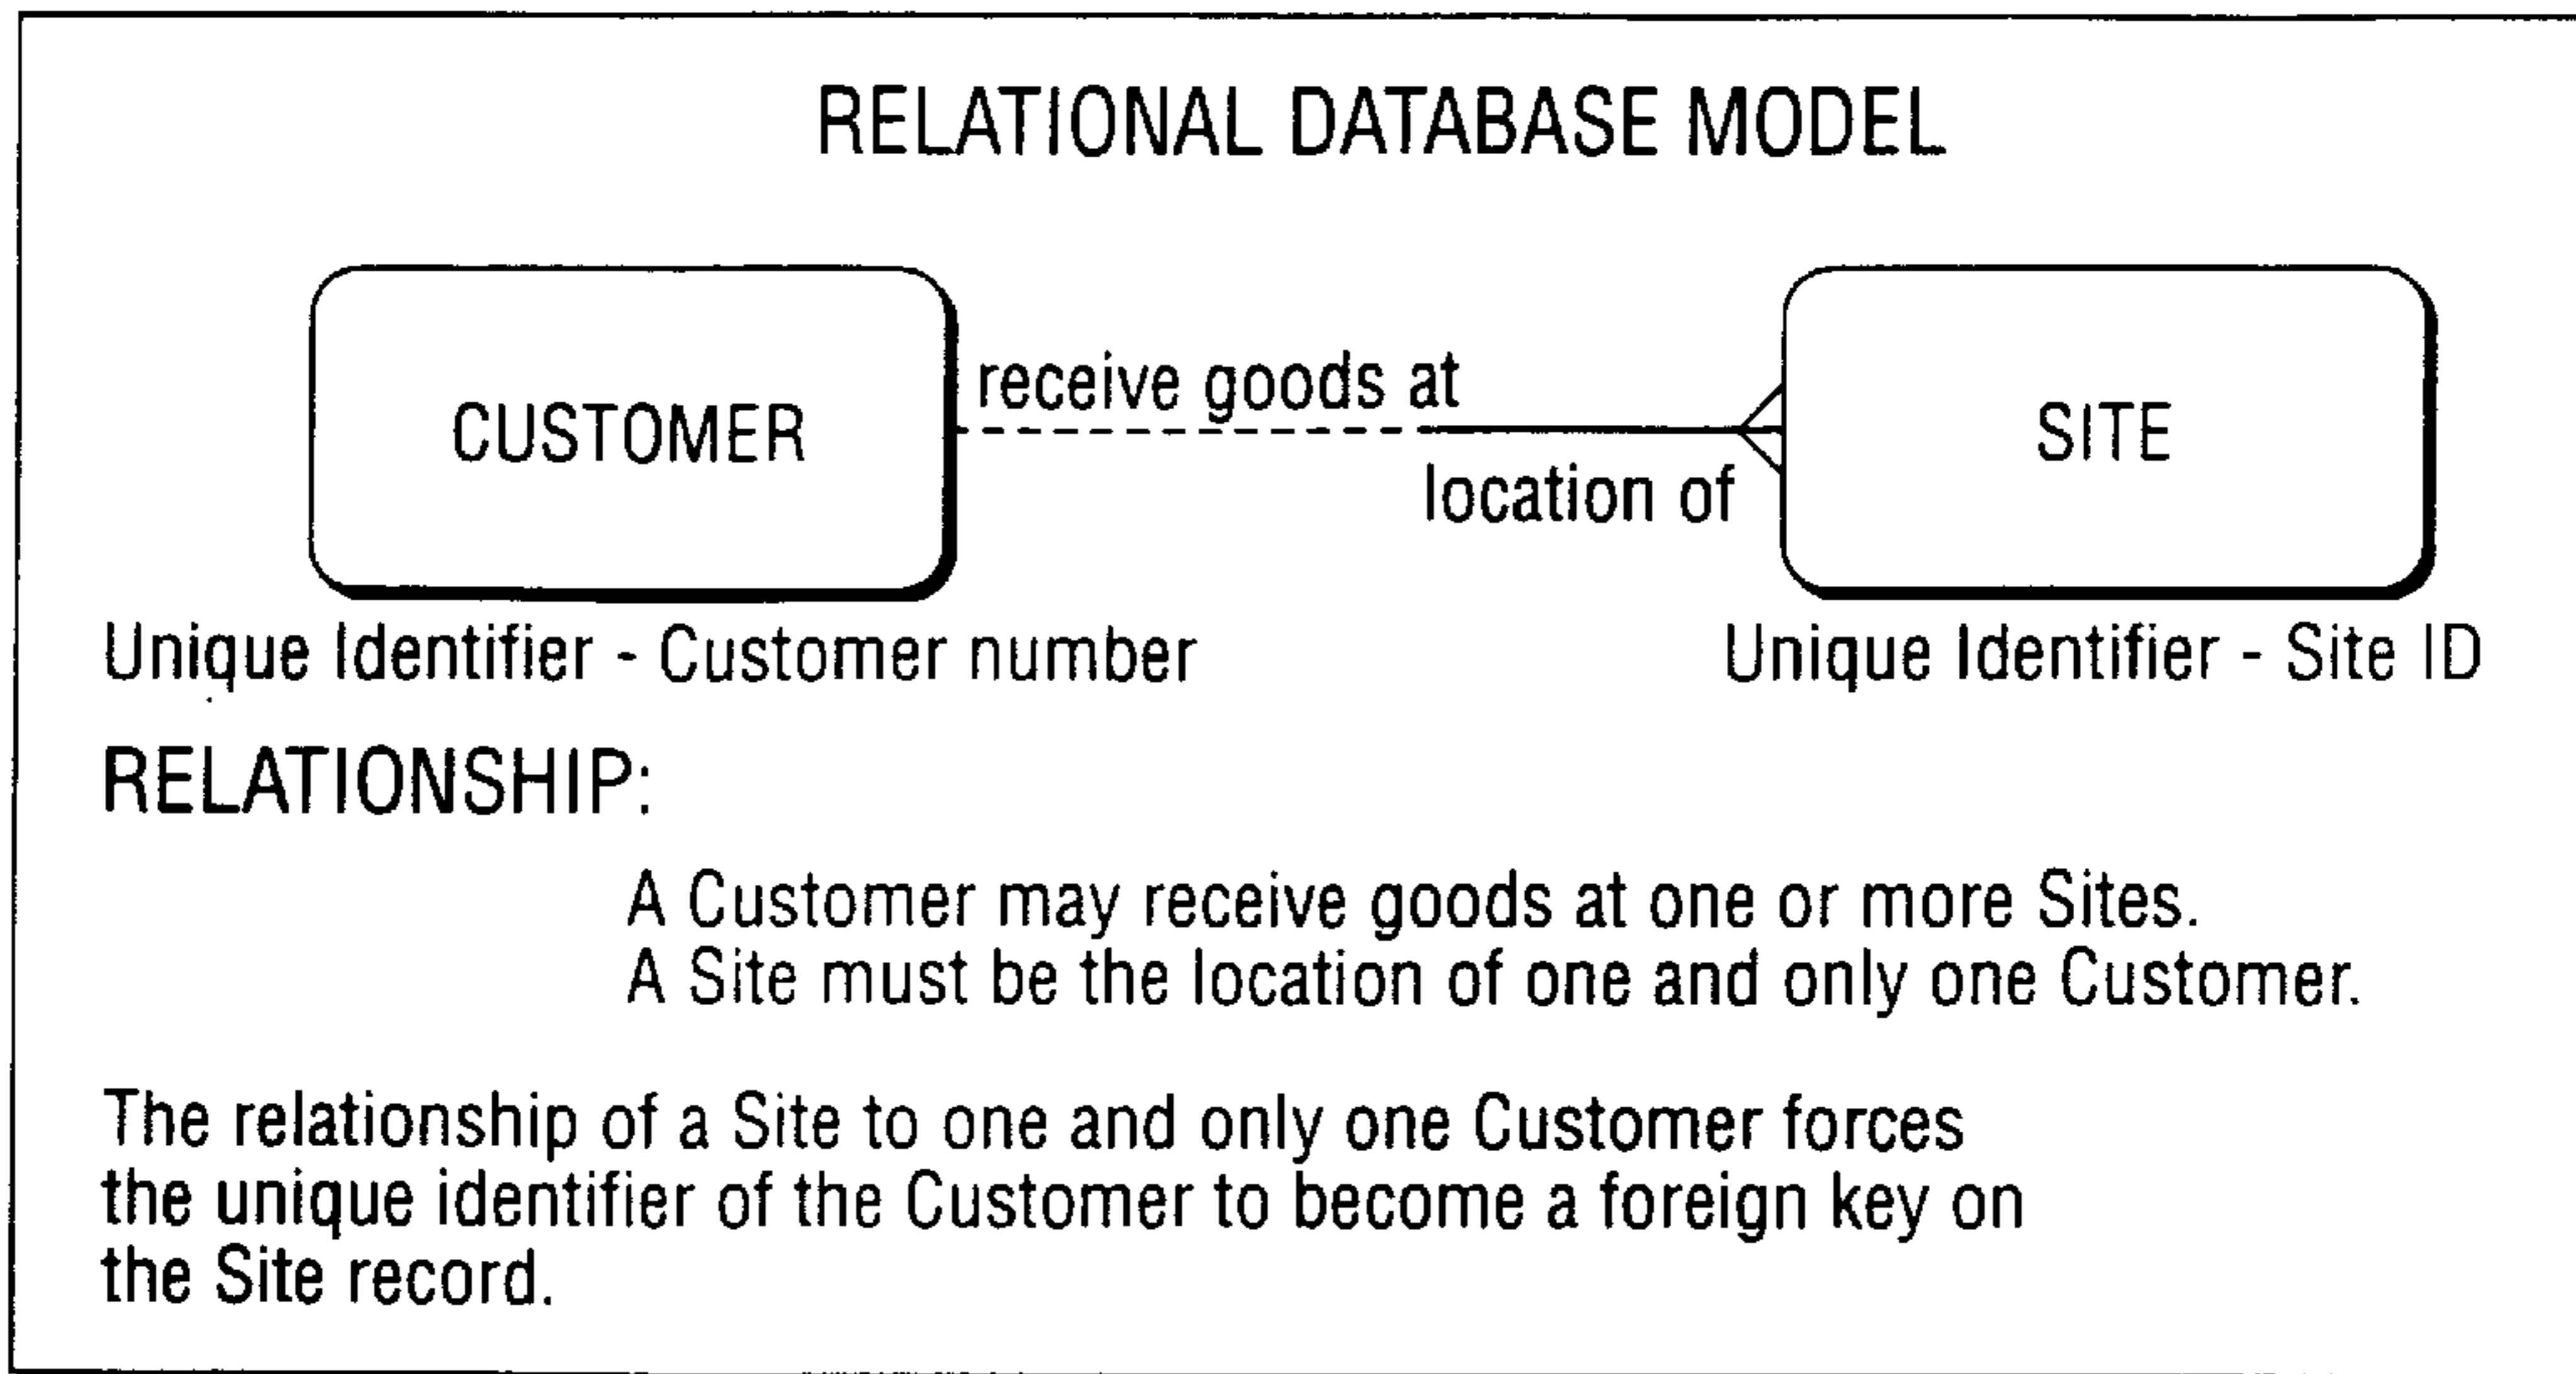 RELATIONAL DATABASE MODEL
CUSTOMER
receive goods at
location of
SITE
Unique Identifier - Customer number
Unique Identifier - Site ID
RELATIONSHIP:
A Customer may receive goods at one or more Sites.
A Site must be the location of one and only one Customer.
The relationship of a Site to one and only one Customer forces
the unique identifier of the Customer to become a foreign key on
the Site record.